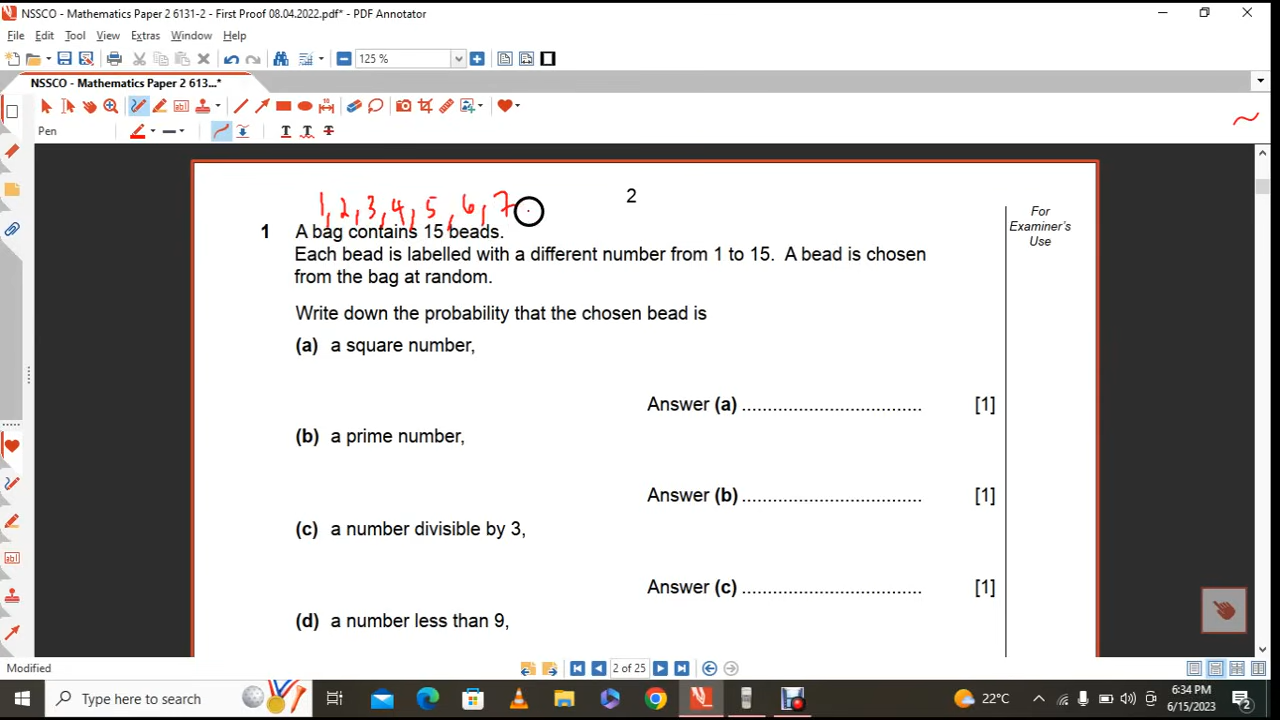 NSSCO - Mathematics Paper 2 6131-2 - First Proof 08.04.2022.pdf* - PDF Annotator
File Edit Tool View Extras Window Help
125 %
NSSCO - Mathematics Paper 2 613...*
Pen
2
1, 2, 3, 4, 5, 6, 7
For
Examiner's
Use
1 A bag contains 15 beads.
Each bead is labelled with a different number from 1 to 15. A bead is chosen
from the bag at random.
Write down the probability that the chosen bead is
(a) a square number,
Answer (a) .................................. [1]
(b) a prime number,
Answer (b) .................................. [1]
(c) a number divisible by 3,
Answer (c) .................................. [1]
(d) a number less than 9,
Modified
2 of 25
Type here to search
22°C
6:34 PM
6/15/2023
2